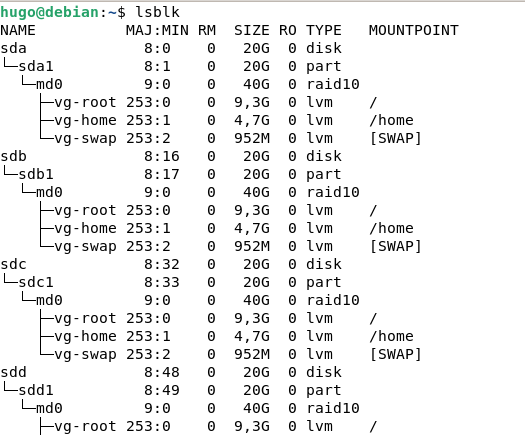 hugo@debian:~$ lsblk
NAME            MAJ:MIN RM   SIZE RO TYPE   MOUNTPOINT
sda               8:0    0    20G  0 disk
└─sda1            8:1    0    20G  0 part
  └─md0           9:0    0    40G  0 raid10
    ├─vg-root   253:0    0   9,3G  0 lvm    /
    ├─vg-home   253:1    0   4,7G  0 lvm    /home
    └─vg-swap   253:2    0   952M  0 lvm    [SWAP]
sdb               8:16   0    20G  0 disk
└─sdb1            8:17   0    20G  0 part
  └─md0           9:0    0    40G  0 raid10
    ├─vg-root   253:0    0   9,3G  0 lvm    /
    ├─vg-home   253:1    0   4,7G  0 lvm    /home
    └─vg-swap   253:2    0   952M  0 lvm    [SWAP]
sdc               8:32   0    20G  0 disk
└─sdc1            8:33   0    20G  0 part
  └─md0           9:0    0    40G  0 raid10
    ├─vg-root   253:0    0   9,3G  0 lvm    /
    ├─vg-home   253:1    0   4,7G  0 lvm    /home
    └─vg-swap   253:2    0   952M  0 lvm    [SWAP]
sdd               8:48   0    20G  0 disk
└─sdd1            8:49   0    20G  0 part
  └─md0           9:0    0    40G  0 raid10
    ├─vg-root   253:0    0   9,3G  0 lvm    /